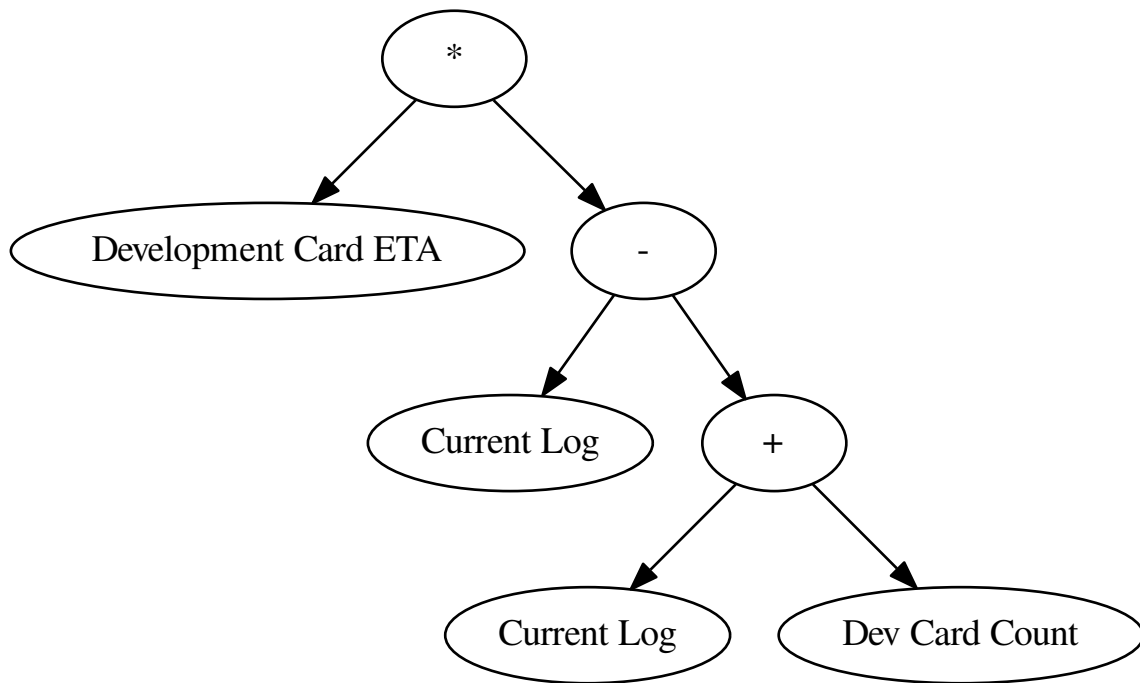 *
Development Card ETA
-
Current Log
+
Current Log
Dev Card Count